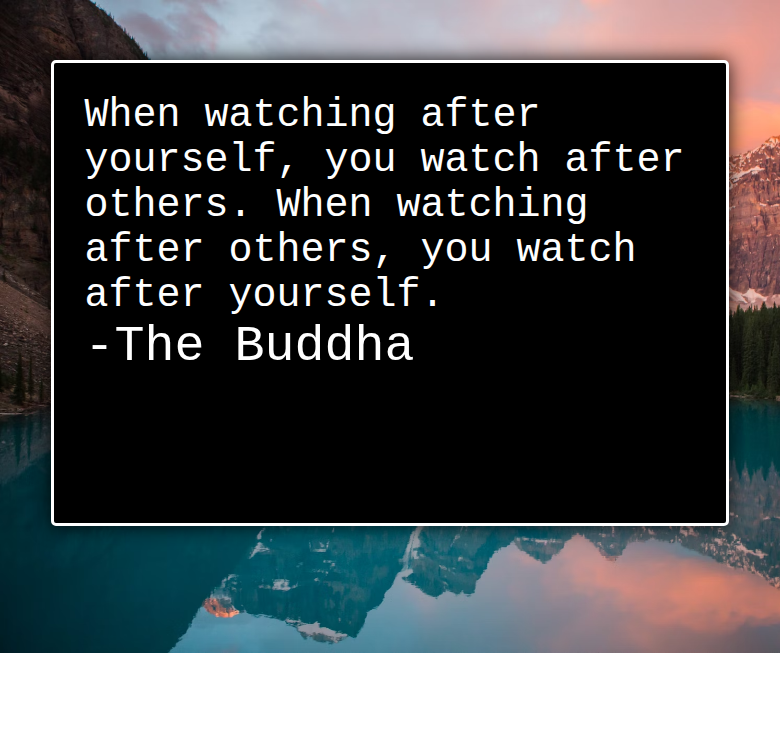 When watching after
yourself, you watch after
others. When watching
after others, you watch
after yourself.
-The Buddha